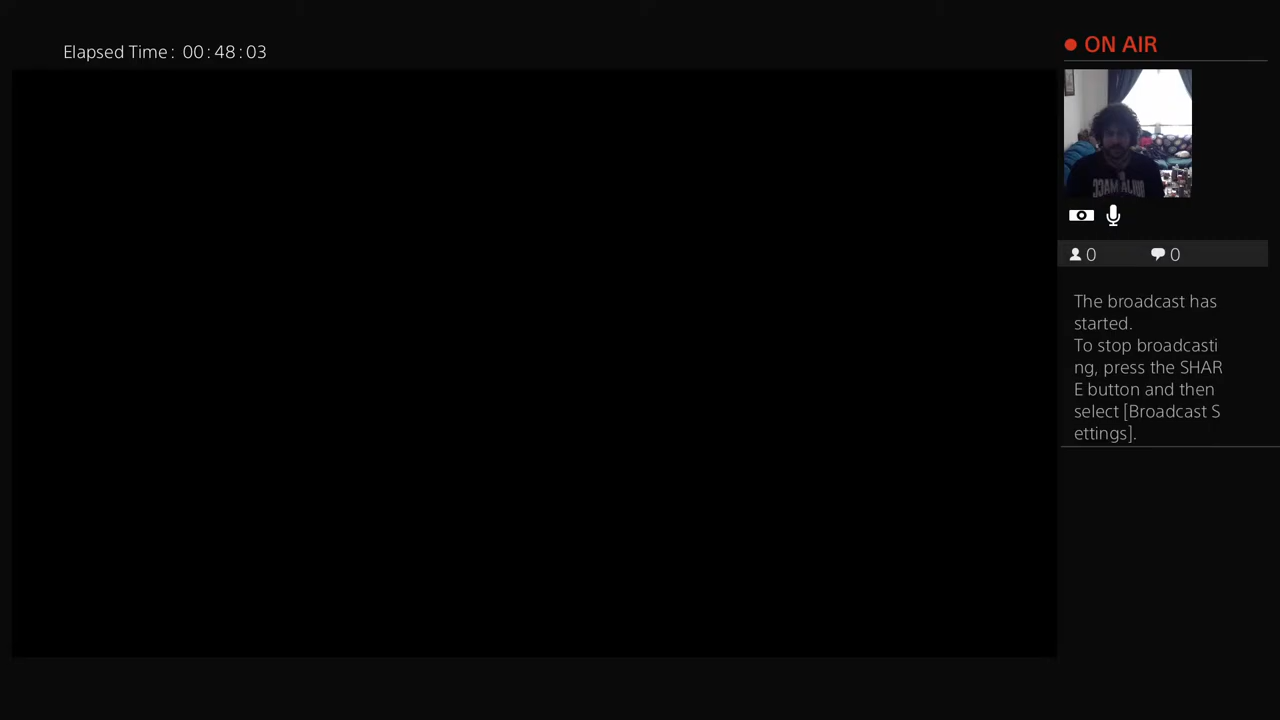 Elapsed Time: 00:48:03
ON AIR
0 0
The broadcast has
started.
To stop broadcasti
ng, press the SHAR
E button and then
select [Broadcast S
ettings].